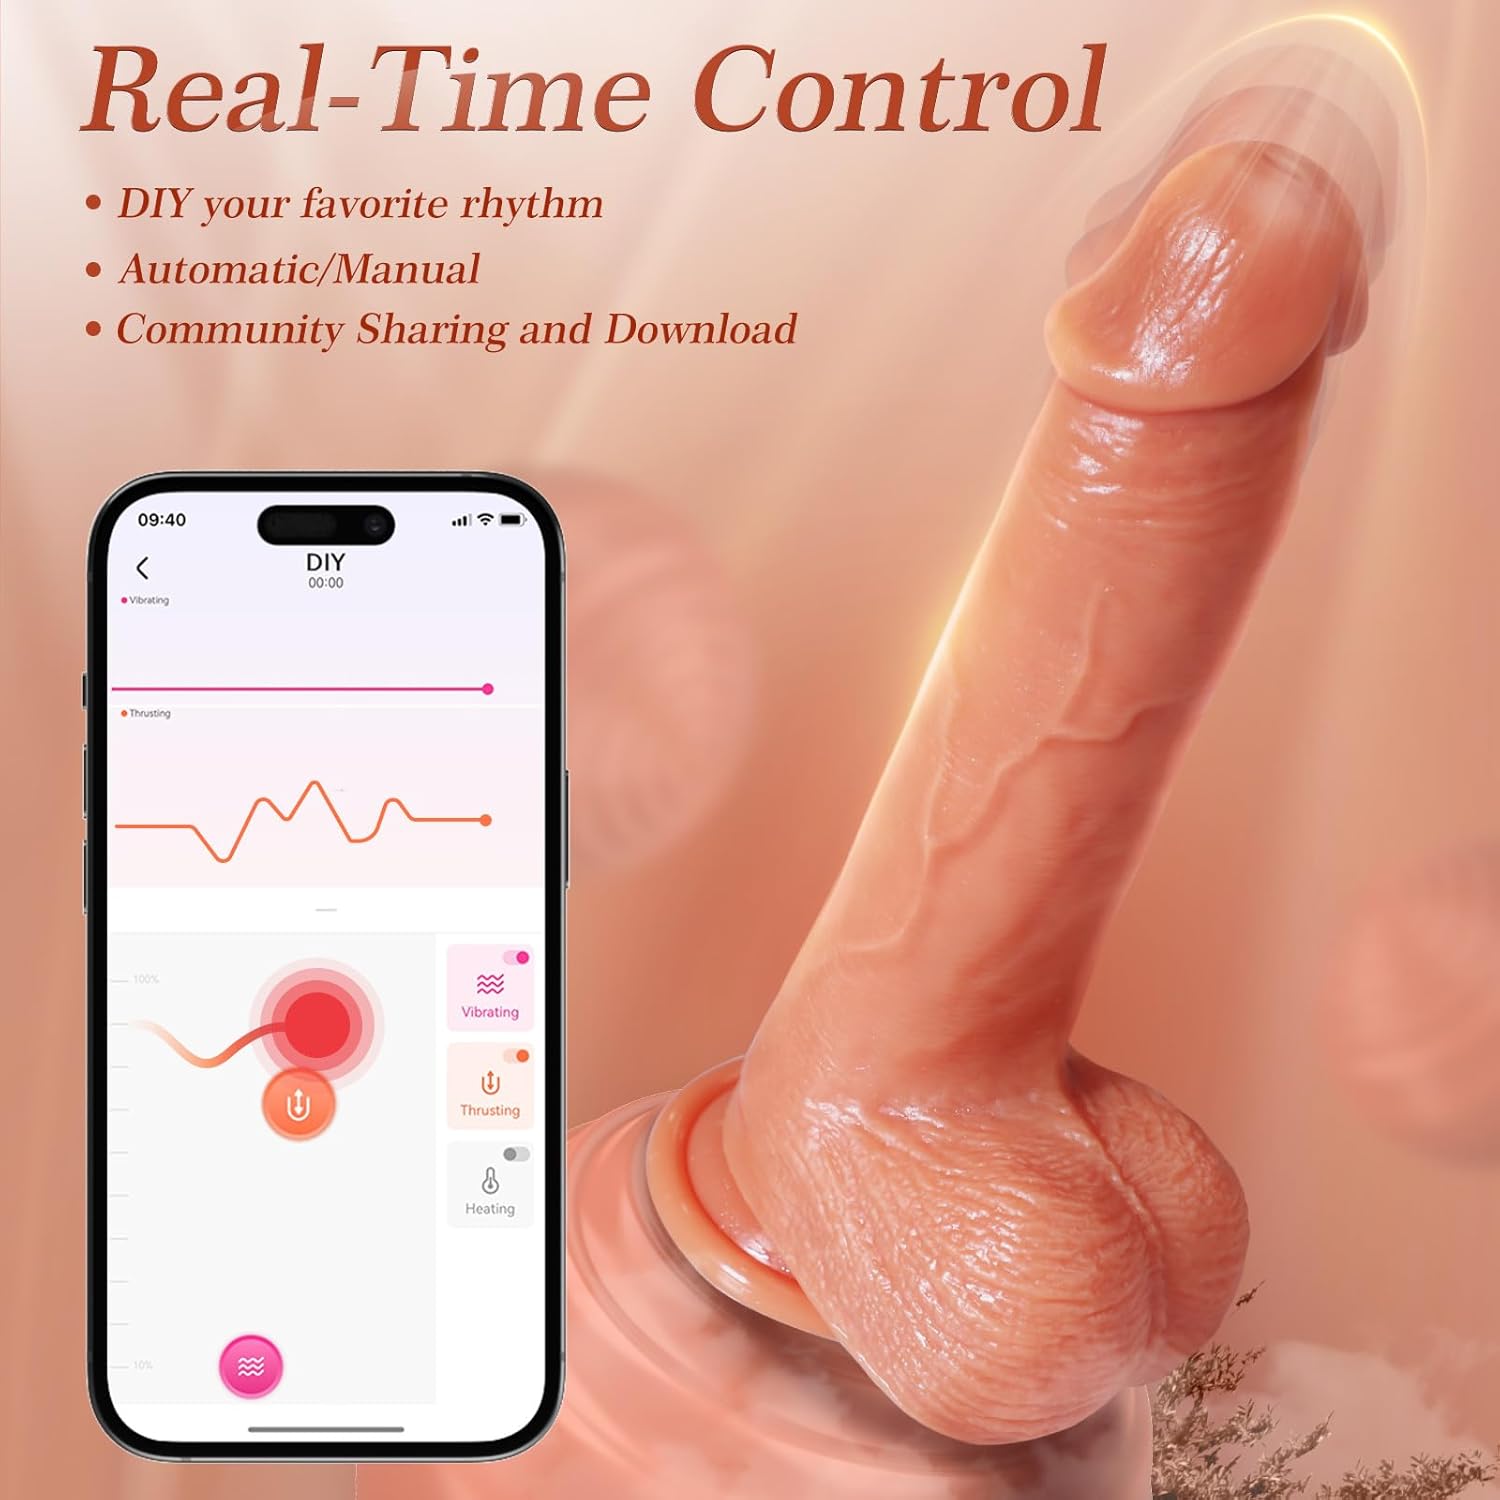 Real-Time Control
• DIY your favorite rhythm
• Automatic/Manual
• Community Sharing and Download
09:40
DIY
00:00
Vibrating
Thrusting
100%
Vibrating
Thrusting
Heating
10%